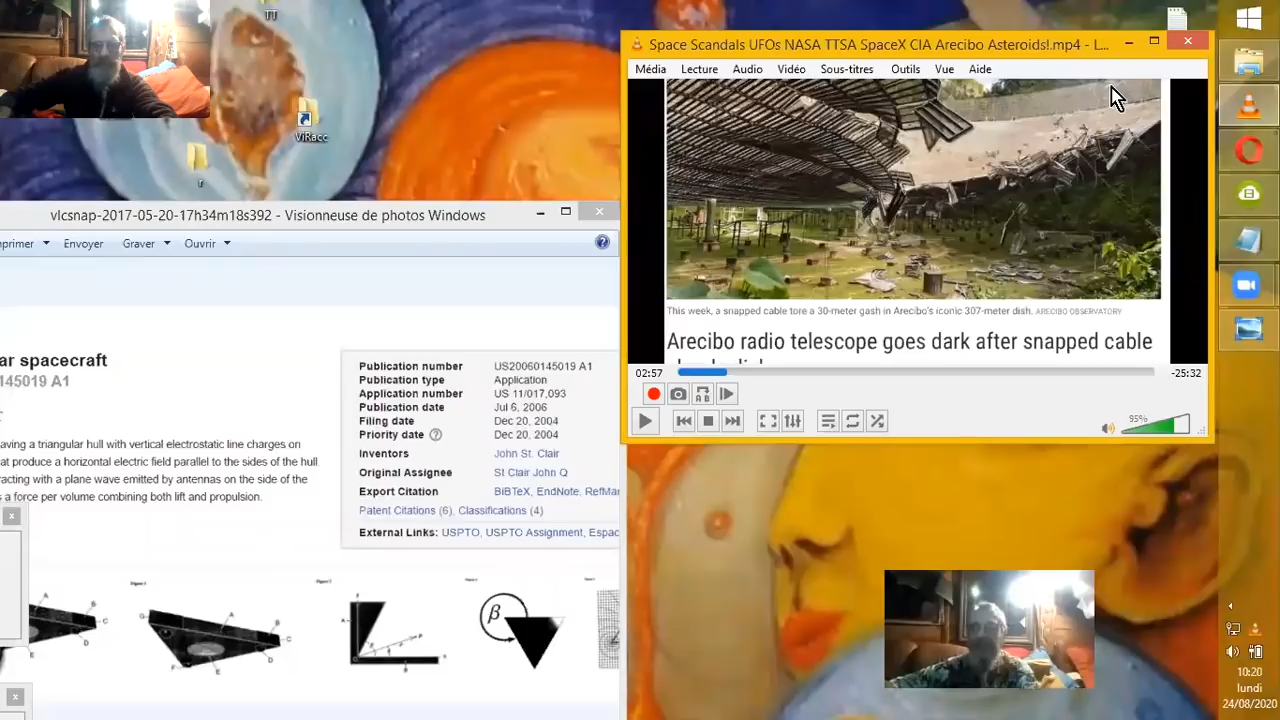 TT
ViRacc
r
Space Scandals UFOs NASA TTSA SpaceX CIA Arecibo Asteroids!.mp4 - L...
Média Lecture Audio Vidéo Sous-titres Outils Vue Aide
This week, a snapped cable tore a 30-meter gash in Arecibo's iconic 307-meter dish. ARECIBO OBSERVATORY
Arecibo radio telescope goes dark after snapped cable
02:57 -25:32
95%
vlcsnap-2017-05-20-17h34m18s392 - Visionneuse de photos Windows
primer Envoyer Graver Ouvrir
ar spacecraft
145019 A1
aving a triangular hull with vertical electrostatic line charges on
at produce a horizontal electric field parallel to the sides of the hull.
racting with a plane wave emitted by antennas on the side of the
s a force per volume combining both lift and propulsion.
Publication number US20060145019 A1
Publication type Application
Application number US 11/017,093
Publication date Jul 6, 2006
Filing date Dec 20, 2004
Priority date Dec 20, 2004
Inventors John St. Clair
Original Assignee St Clair John Q
Export Citation BiBTeX, EndNote, RefMan
Patent Citations (6), Classifications (4)
External Links: USPTO, USPTO Assignment, Espac
β
10:20
lundi
24/08/2020